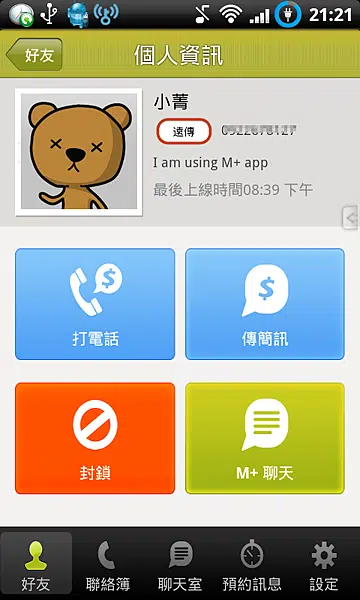 21:21
好友
個人資訊
小菁
遠傳
I am using M+ app
最後上線時間08:39 下午
打電話
傳簡訊
封鎖
M+ 聊天
好友
聯絡簿
聊天室
預約訊息
設定